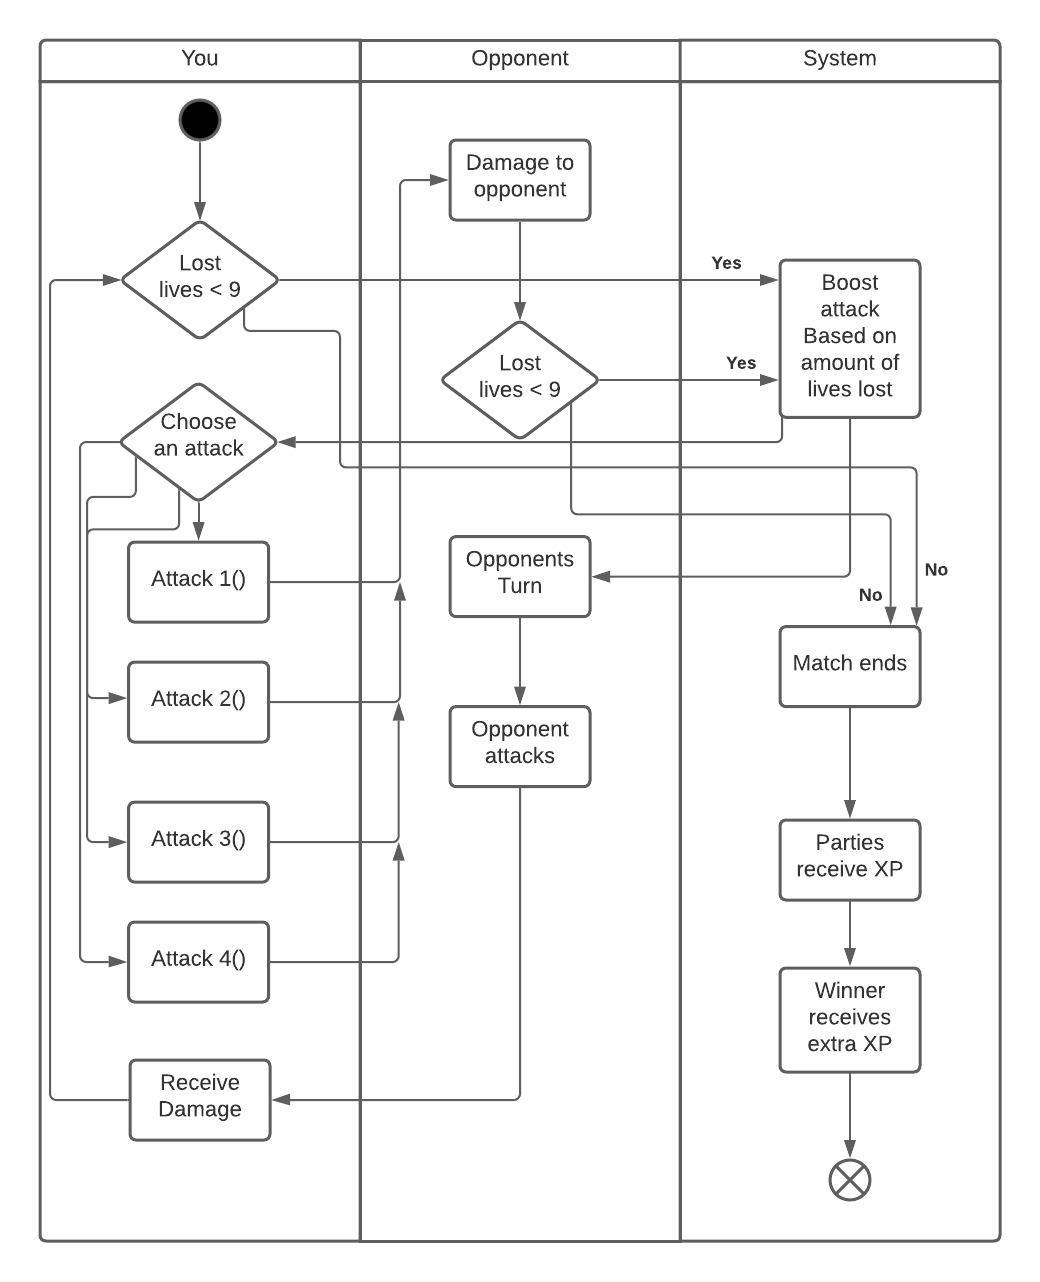 You
Opponent
System
Damage to
opponent
Lost
lives < 9
Yes
Boost
attack
Based on
amount of
lives lost
Lost
lives < 9
Yes
Choose
an attack
Attack 1()
Opponents
Turn
No
No
Match ends
Attack 2()
Opponent
attacks
Attack 3()
Parties
receive XP
Attack 4()
Winner
receives
extra XP
Receive
Damage